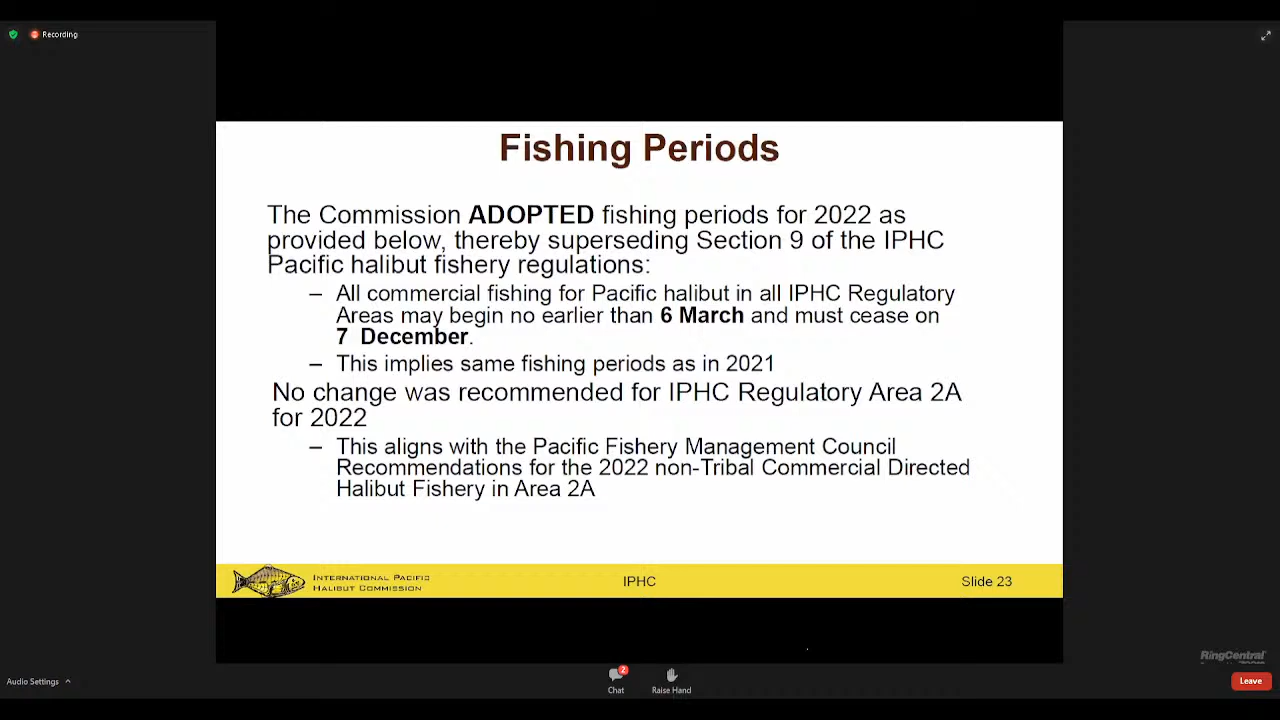 Recording
Fishing Periods
The Commission ADOPTED fishing periods for 2022 as
provided below, thereby superseding Section 9 of the IPHC
Pacific halibut fishery regulations:
– All commercial fishing for Pacific halibut in all IPHC Regulatory
Areas may begin no earlier than 6 March and must cease on
7 December.
– This implies same fishing periods as in 2021
No change was recommended for IPHC Regulatory Area 2A
for 2022
– This aligns with the Pacific Fishery Management Council
Recommendations for the 2022 non-Tribal Commercial Directed
Halibut Fishery in Area 2A
INTERNATIONAL PACIFIC
HALIBUT COMMISSION
IPHC
Slide 23
RingCentral
Audio Settings
2
Chat
Raise Hand
Leave